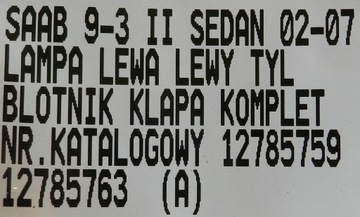 SAAB 9-3 II SEDAN 02-07
LAMPA LEWA LEWY TYL
BLOTNIK KLAPA KOMPLET
NR.KATALOGOWY 12785759
12785763 (A)